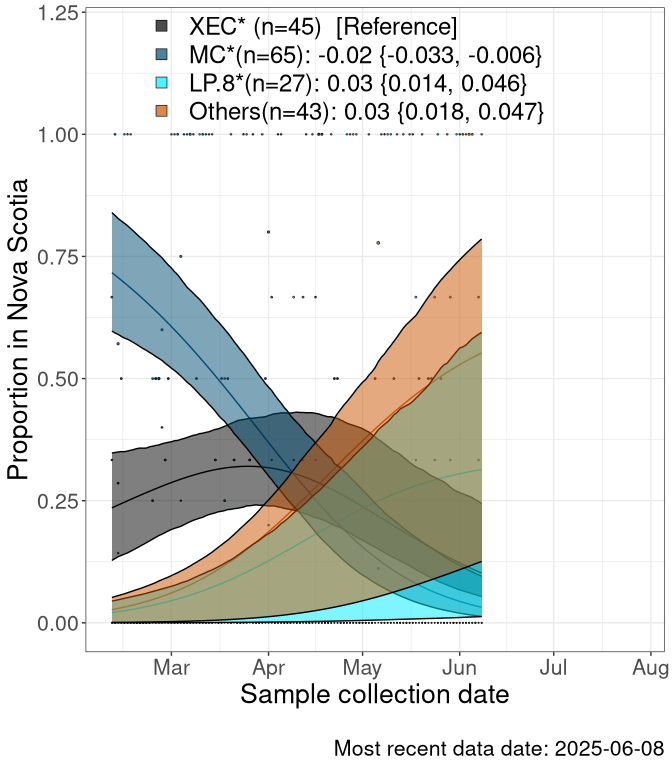 1.25
XEC* (n=45)  [Reference]
MC*(n=65): -0.02 {-0.033, -0.006}
LP.8*(n=27): 0.03 {0.014, 0.046}
Others(n=43): 0.03 {0.018, 0.047}
1.00
0.75
0.50
0.25
0.00
Proportion in Nova Scotia
Mar Apr May Jun Jul Aug
Sample collection date
Most recent data date: 2025-06-08